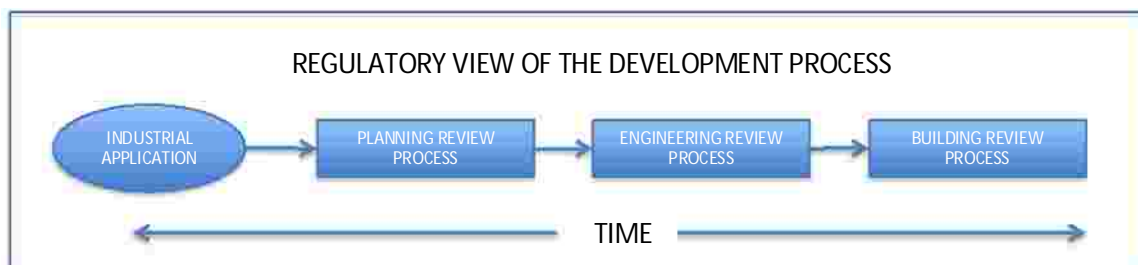 REGULATORY VIEW OF THE DEVELOPMENT PROCESS
INDUSTRIAL
APPLICATION
PLANNING REVIEW
PROCESS
ENGINEERING REVIEW
PROCESS
BUILDING REVIEW
PROCESS
TIME